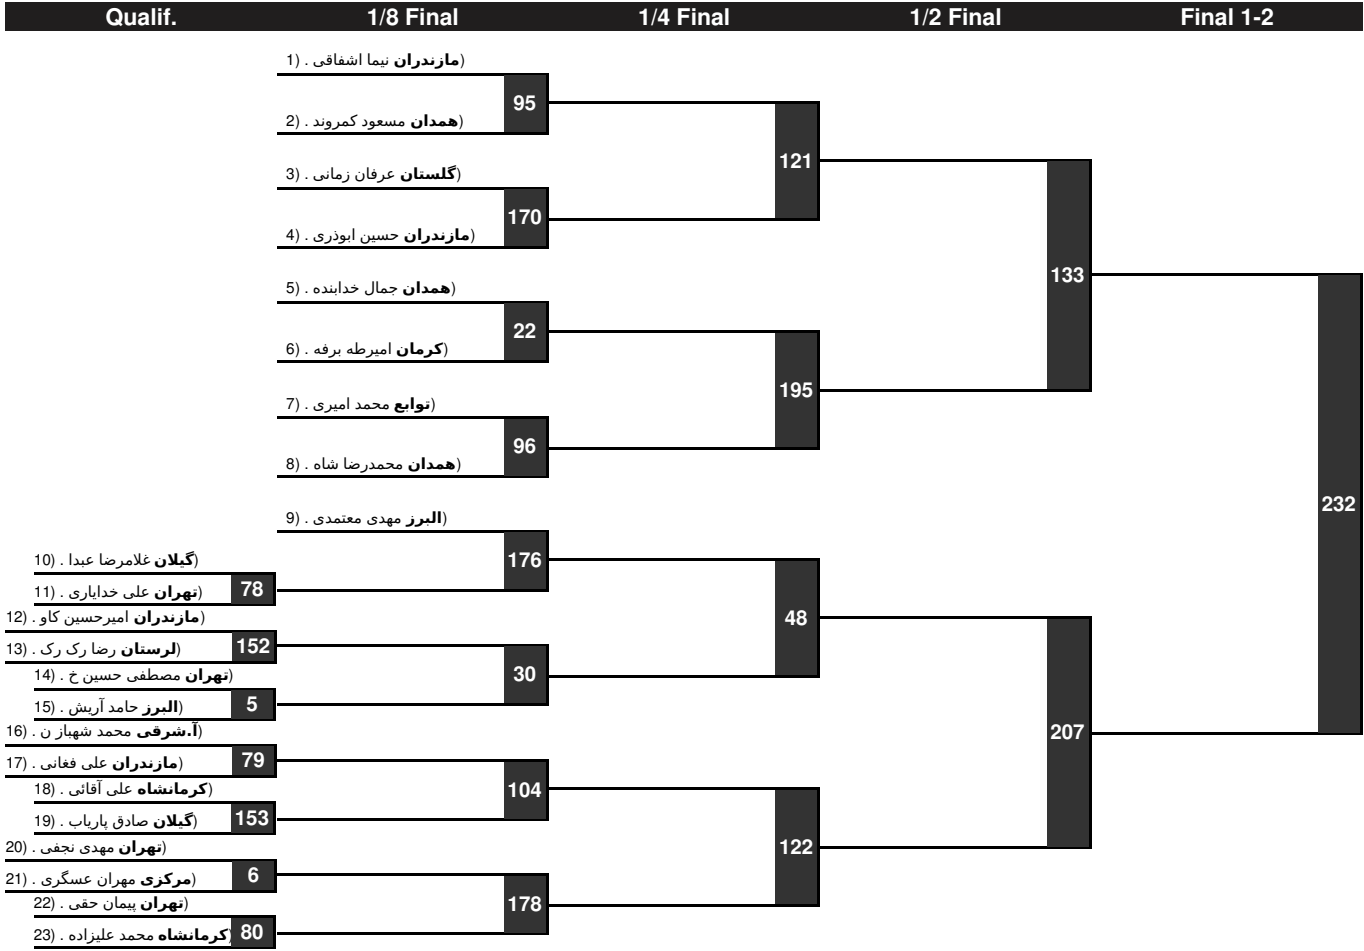 Qualif. 1/8 Final 1/4 Final 1/2 Final Final 1-2
1) . نیما اشفاقی مازندران)
95
2) . مسعود کمروند همدان)
121
3) . عرفان زمانی گلستان)
170
4) . حسین ابوذری مازندران)
133
5) . جمال خدابنده همدان)
22
6) . امیرطه برفه کرمان)
195
7) . محمد امیری توابع)
96
8) . محمدرضا شاه همدان)
232
9) . مهدی معتمدی البرز)
176
10) . غلامرضا عبدا گیلان)
78
11) . علی خدایاری تهران)
12) . امیرحسین کاو مازندران)
48
152
13) . رضا رک رک لرستان)
30
14) . مصطفی حسین خ تهران)
5
15) . حامد آریش البرز)
207
16) . محمد شهباز ن آ.شرقی)
79
17) . علی فغانی مازندران)
104
18) . علی آقائی کرمانشاه)
153
19) . صادق پاریاب گیلان)
122
20) . مهدی نجفی تهران)
6
21) . مهران عسگری مرکزی)
178
22) . پیمان حقی تهران)
80
23) . محمد علیزاده کرمانشاه)